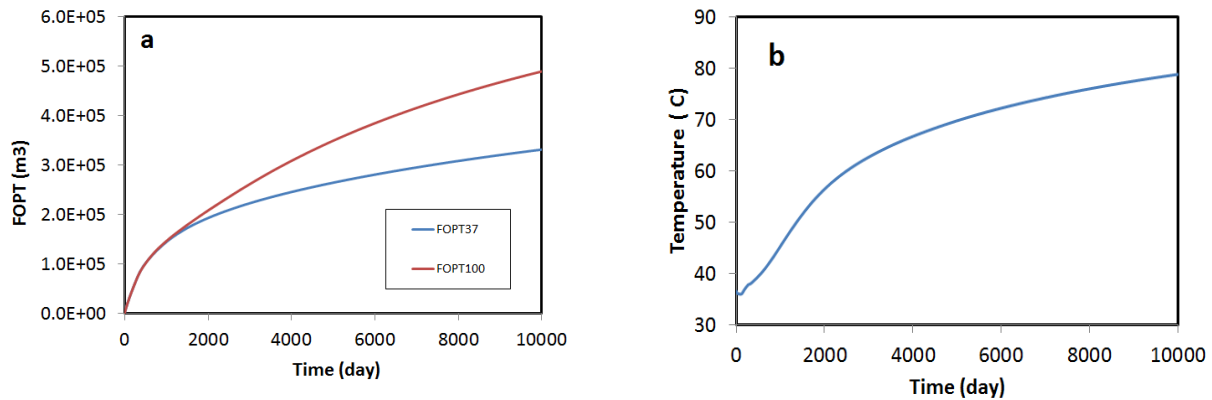 a
6.0E+05
5.0E+05
4.0E+05
3.0E+05
2.0E+05
1.0E+05
0.0E+00
FOPT (m3)
FOPT37
FOPT100
0 2000 4000 6000 8000 10000
Time (day)
b
90
80
70
60
50
40
30
Temperature ( C)
0 2000 4000 6000 8000 10000
Time (day)